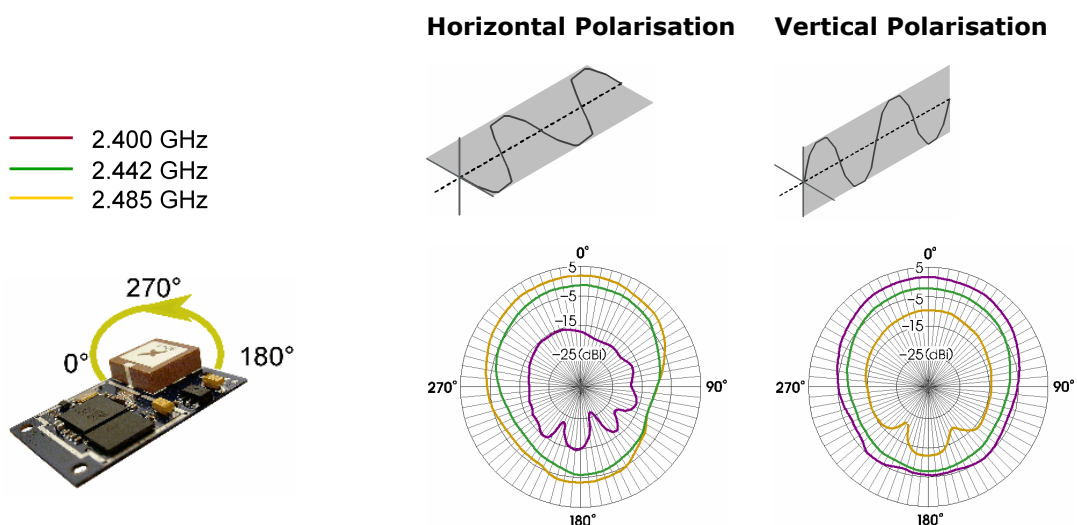 Horizontal Polarisation
Vertical Polarisation
2.400 GHz
2.442 GHz
2.485 GHz
270°
0°
180°
0°
5
-5
-15
-25(dBi)
270°
90°
180°
0°
5
-5
-15
-25(dBi)
270°
90°
180°